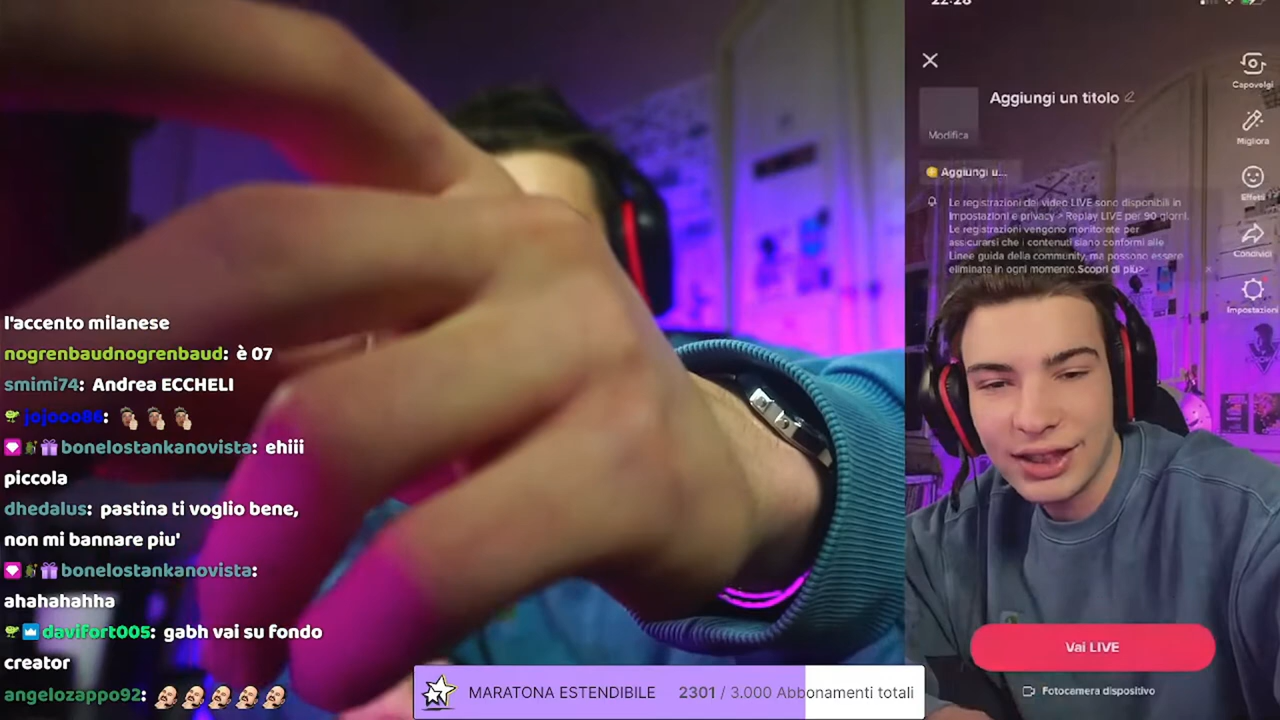 l'accento milanese
nogrenbaudnogrenbaud: è 07
smimi74: Andrea ECCHELI
jojooo86:
bonelostankanovista: ehiii
piccola
dhedalus: pastina ti voglio bene,
non mi bannare piu'
bonelostankanovista:
ahahahahha
davifort005: gabh vai su fondo
creator
angelozappo92:
MARATONA ESTENDIBILE 2301 / 3.000 Abbonamenti totali
22:28
Aggiungi un titolo
Modifica
Aggiungi u...
Le registrazioni dei video LIVE sono disponibili in
Impostazioni e privacy > Replay LIVE per 90 giorni.
Le registrazioni vengono monitorate per
assicurarsi che i contenuti siano conformi alle
Linee guida della community, ma possono essere
eliminate in ogni momento.Scopri di più>
Capovolgi
Migliora
Effetti
Condividi
Impostazioni
Vai LIVE
Fotocamera dispositivo